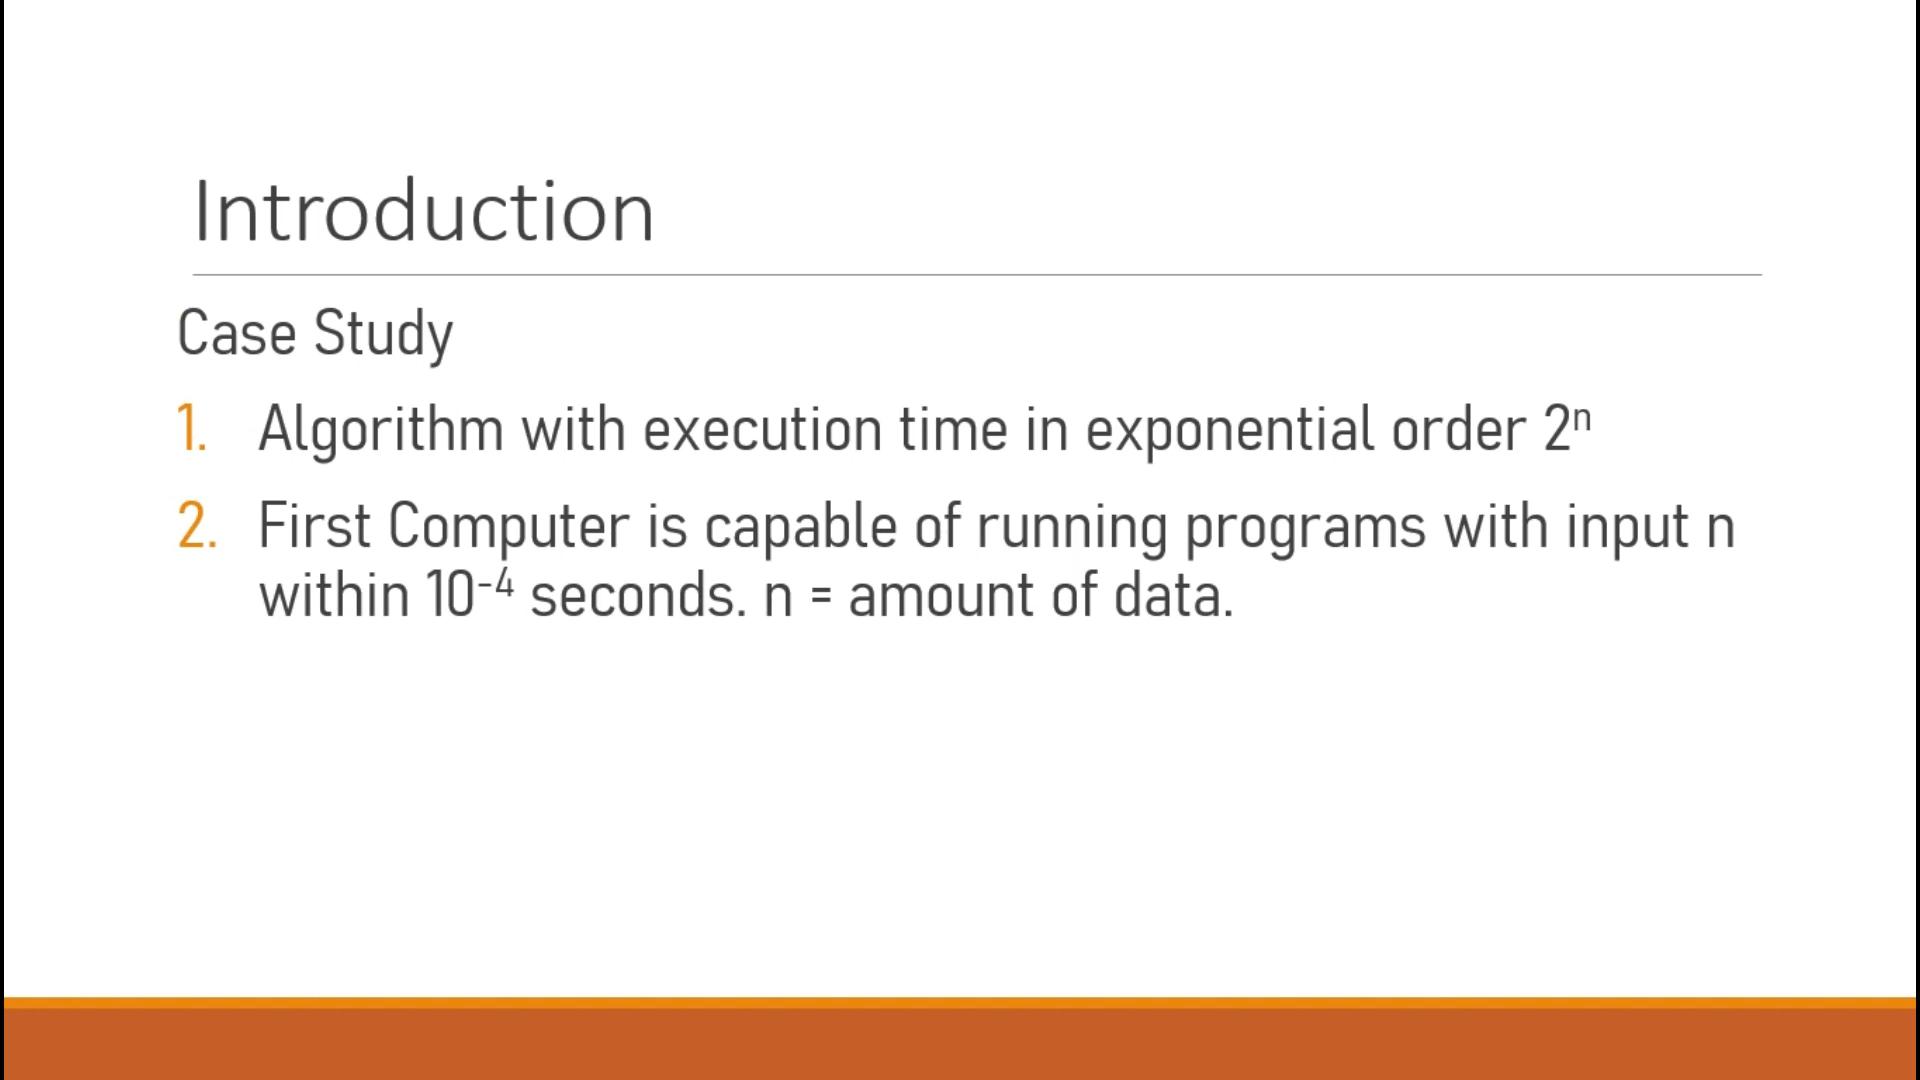 Introduction
Case Study
1. Algorithm with execution time in exponential order 2ⁿ
2. First Computer is capable of running programs with input n
within 10⁻⁴ seconds. n = amount of data.